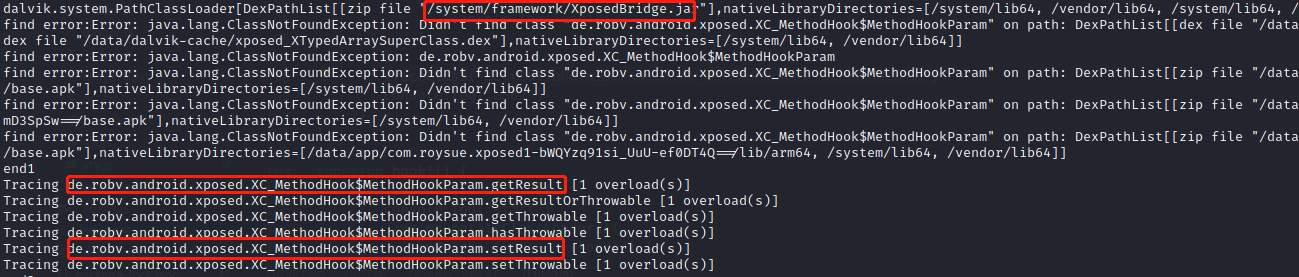 dalvik.system.PathClassLoader[DexPathList[[zip file "/system/framework/XposedBridge.jar"],nativeLibraryDirectories=[/system/lib64, /vendor/lib64, /system/lib64, /
find error:Error: java.lang.ClassNotFoundException: Didn't find class "de.robv.android.xposed.XC_MethodHook$MethodHookParam" on path: DexPathList[[dex file "/
dex file "/data/dalvik-cache/xposed_XTypedArraySuperClass.dex"],nativeLibraryDirectories=[/system/lib64, /vendor/lib64]]
find error:Error: java.lang.ClassNotFoundException: de.robv.android.xposed.XC_MethodHook$MethodHookParam
find error:Error: java.lang.ClassNotFoundException: Didn't find class "de.robv.android.xposed.XC_MethodHook$MethodHookParam" on path: DexPathList[[zip file "/data
/base.apk"],nativeLibraryDirectories=[/system/lib64, /vendor/lib64]]
find error:Error: java.lang.ClassNotFoundException: Didn't find class "de.robv.android.xposed.XC_MethodHook$MethodHookParam" on path: DexPathList[[zip file "/data
mD3SpSw==/base.apk"],nativeLibraryDirectories=[/system/lib64, /vendor/lib64]]
find error:Error: java.lang.ClassNotFoundException: Didn't find class "de.robv.android.xposed.XC_MethodHook$MethodHookParam" on path: DexPathList[[zip file "/data
/base.apk"],nativeLibraryDirectories=[/data/app/com.roysue.xposed1-bWQYzq91si_UuU-ef0DT4Q==/lib/arm64, /system/lib64, /vendor/lib64]]
end1
Tracing de.robv.android.xposed.XC_MethodHook$MethodHookParam.getResult [1 overload(s)]
Tracing de.robv.android.xposed.XC_MethodHook$MethodHookParam.getResultOrThrowable [1 overload(s)]
Tracing de.robv.android.xposed.XC_MethodHook$MethodHookParam.getThrowable [1 overload(s)]
Tracing de.robv.android.xposed.XC_MethodHook$MethodHookParam.hasThrowable [1 overload(s)]
Tracing de.robv.android.xposed.XC_MethodHook$MethodHookParam.setResult [1 overload(s)]
Tracing de.robv.android.xposed.XC_MethodHook$MethodHookParam.setThrowable [1 overload(s)]